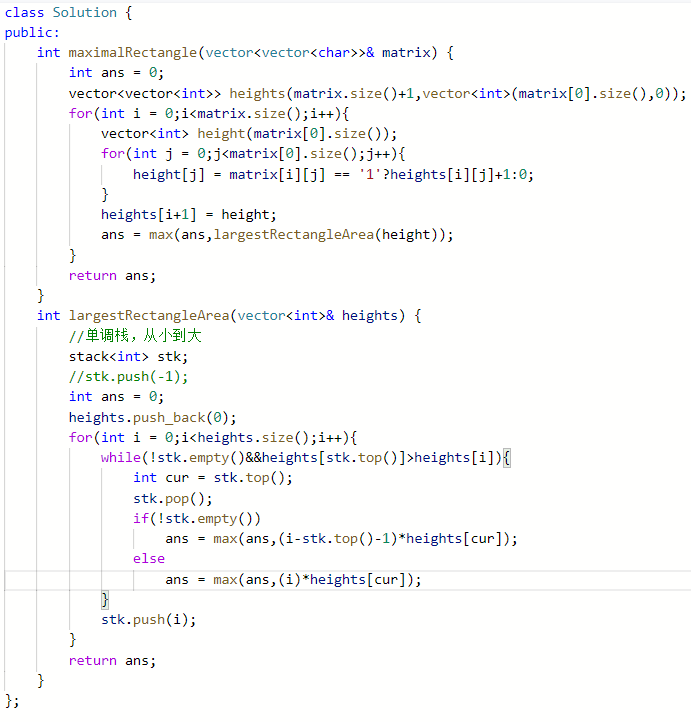 class Solution {
public:
    int maximalRectangle(vector<vector<char>>& matrix) {
        int ans = 0;
        vector<vector<int>> heights(matrix.size()+1,vector<int>(matrix[0].size(),0));
        for(int i = 0;i<matrix.size();i++){
            vector<int> height(matrix[0].size());
            for(int j = 0;j<matrix[0].size();j++){
                height[j] = matrix[i][j] == '1'?heights[i][j]+1:0;
            }
            heights[i+1] = height;
            ans = max(ans,largestRectangleArea(height));
        }
        return ans;
    }
    int largestRectangleArea(vector<int>& heights) {
        //单调栈，从小到大
        stack<int> stk;
        //stk.push(-1);
        int ans = 0;
        heights.push_back(0);
        for(int i = 0;i<heights.size();i++){
            while(!stk.empty()&&heights[stk.top()]>heights[i]){
                int cur = stk.top();
                stk.pop();
                if(!stk.empty())
                    ans = max(ans,(i-stk.top()-1)*heights[cur]);
                else
                    ans = max(ans,(i)*heights[cur]);
            }
            stk.push(i);
        }
        return ans;
    }
};